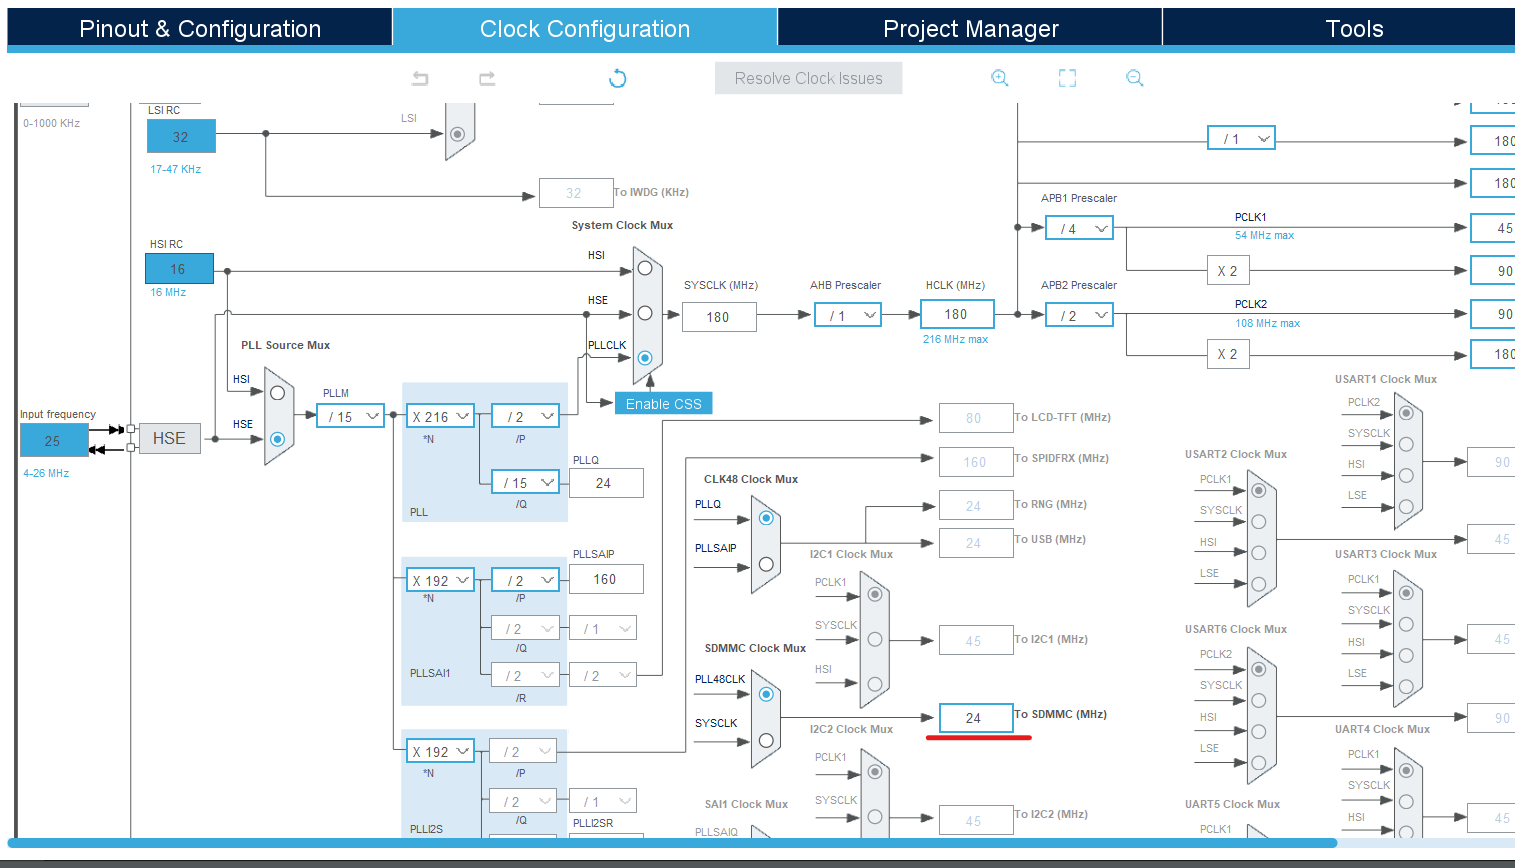 Pinout & Configuration
Clock Configuration
Project Manager
Tools
Resolve Clock Issues
0-1000 KHz
LSI RC
32
17-47 KHz
LSI
32
To IWDG (KHz)
/ 1
180
180
APB1 Prescaler
/ 4
PCLK1
54 MHz max
45
X 2
90
System Clock Mux
HSI RC
16
16 MHz
HSI
HSE
PLLCLK
SYSCLK (MHz)
180
AHB Prescaler
/ 1
HCLK (MHz)
180
216 MHz max
APB2 Prescaler
/ 2
PCLK2
108 MHz max
90
X 2
180
Enable CSS
PLL Source Mux
HSI
HSE
Input frequency
25
4-26 MHz
HSE
PLLM
/ 15
X 216
*N
/ 2
/P
PLLQ
/ 15
24
/Q
PLL
80
To LCD-TFT (MHz)
160
To SPIDFRX (MHz)
CLK48 Clock Mux
PLLQ
PLLSAIP
24
To RNG (MHz)
24
To USB (MHz)
PLLSAIP
X 192
*N
/ 2
/P
160
/ 2
/ 1
/Q
/ 2
/ 2
/R
PLLSAI1
I2C1 Clock Mux
PCLK1
SYSCLK
HSI
45
To I2C1 (MHz)
SDMMC Clock Mux
PLL48CLK
SYSCLK
24
To SDMMC (MHz)
I2C2 Clock Mux
PCLK1
SYSCLK
45
To I2C2 (MHz)
SAI1 Clock Mux
PLLSAIQ
X 192
*N
/ 2
/P
/ 2
/ 1
/Q
PLLI2SR
PLLI2S
USART1 Clock Mux
PCLK2
SYSCLK
HSI
LSE
90
USART2 Clock Mux
PCLK1
SYSCLK
HSI
LSE
45
USART3 Clock Mux
PCLK1
SYSCLK
HSI
LSE
45
USART6 Clock Mux
PCLK2
SYSCLK
HSI
LSE
90
UART4 Clock Mux
PCLK1
SYSCLK
HSI
45
UART5 Clock Mux
PCLK1